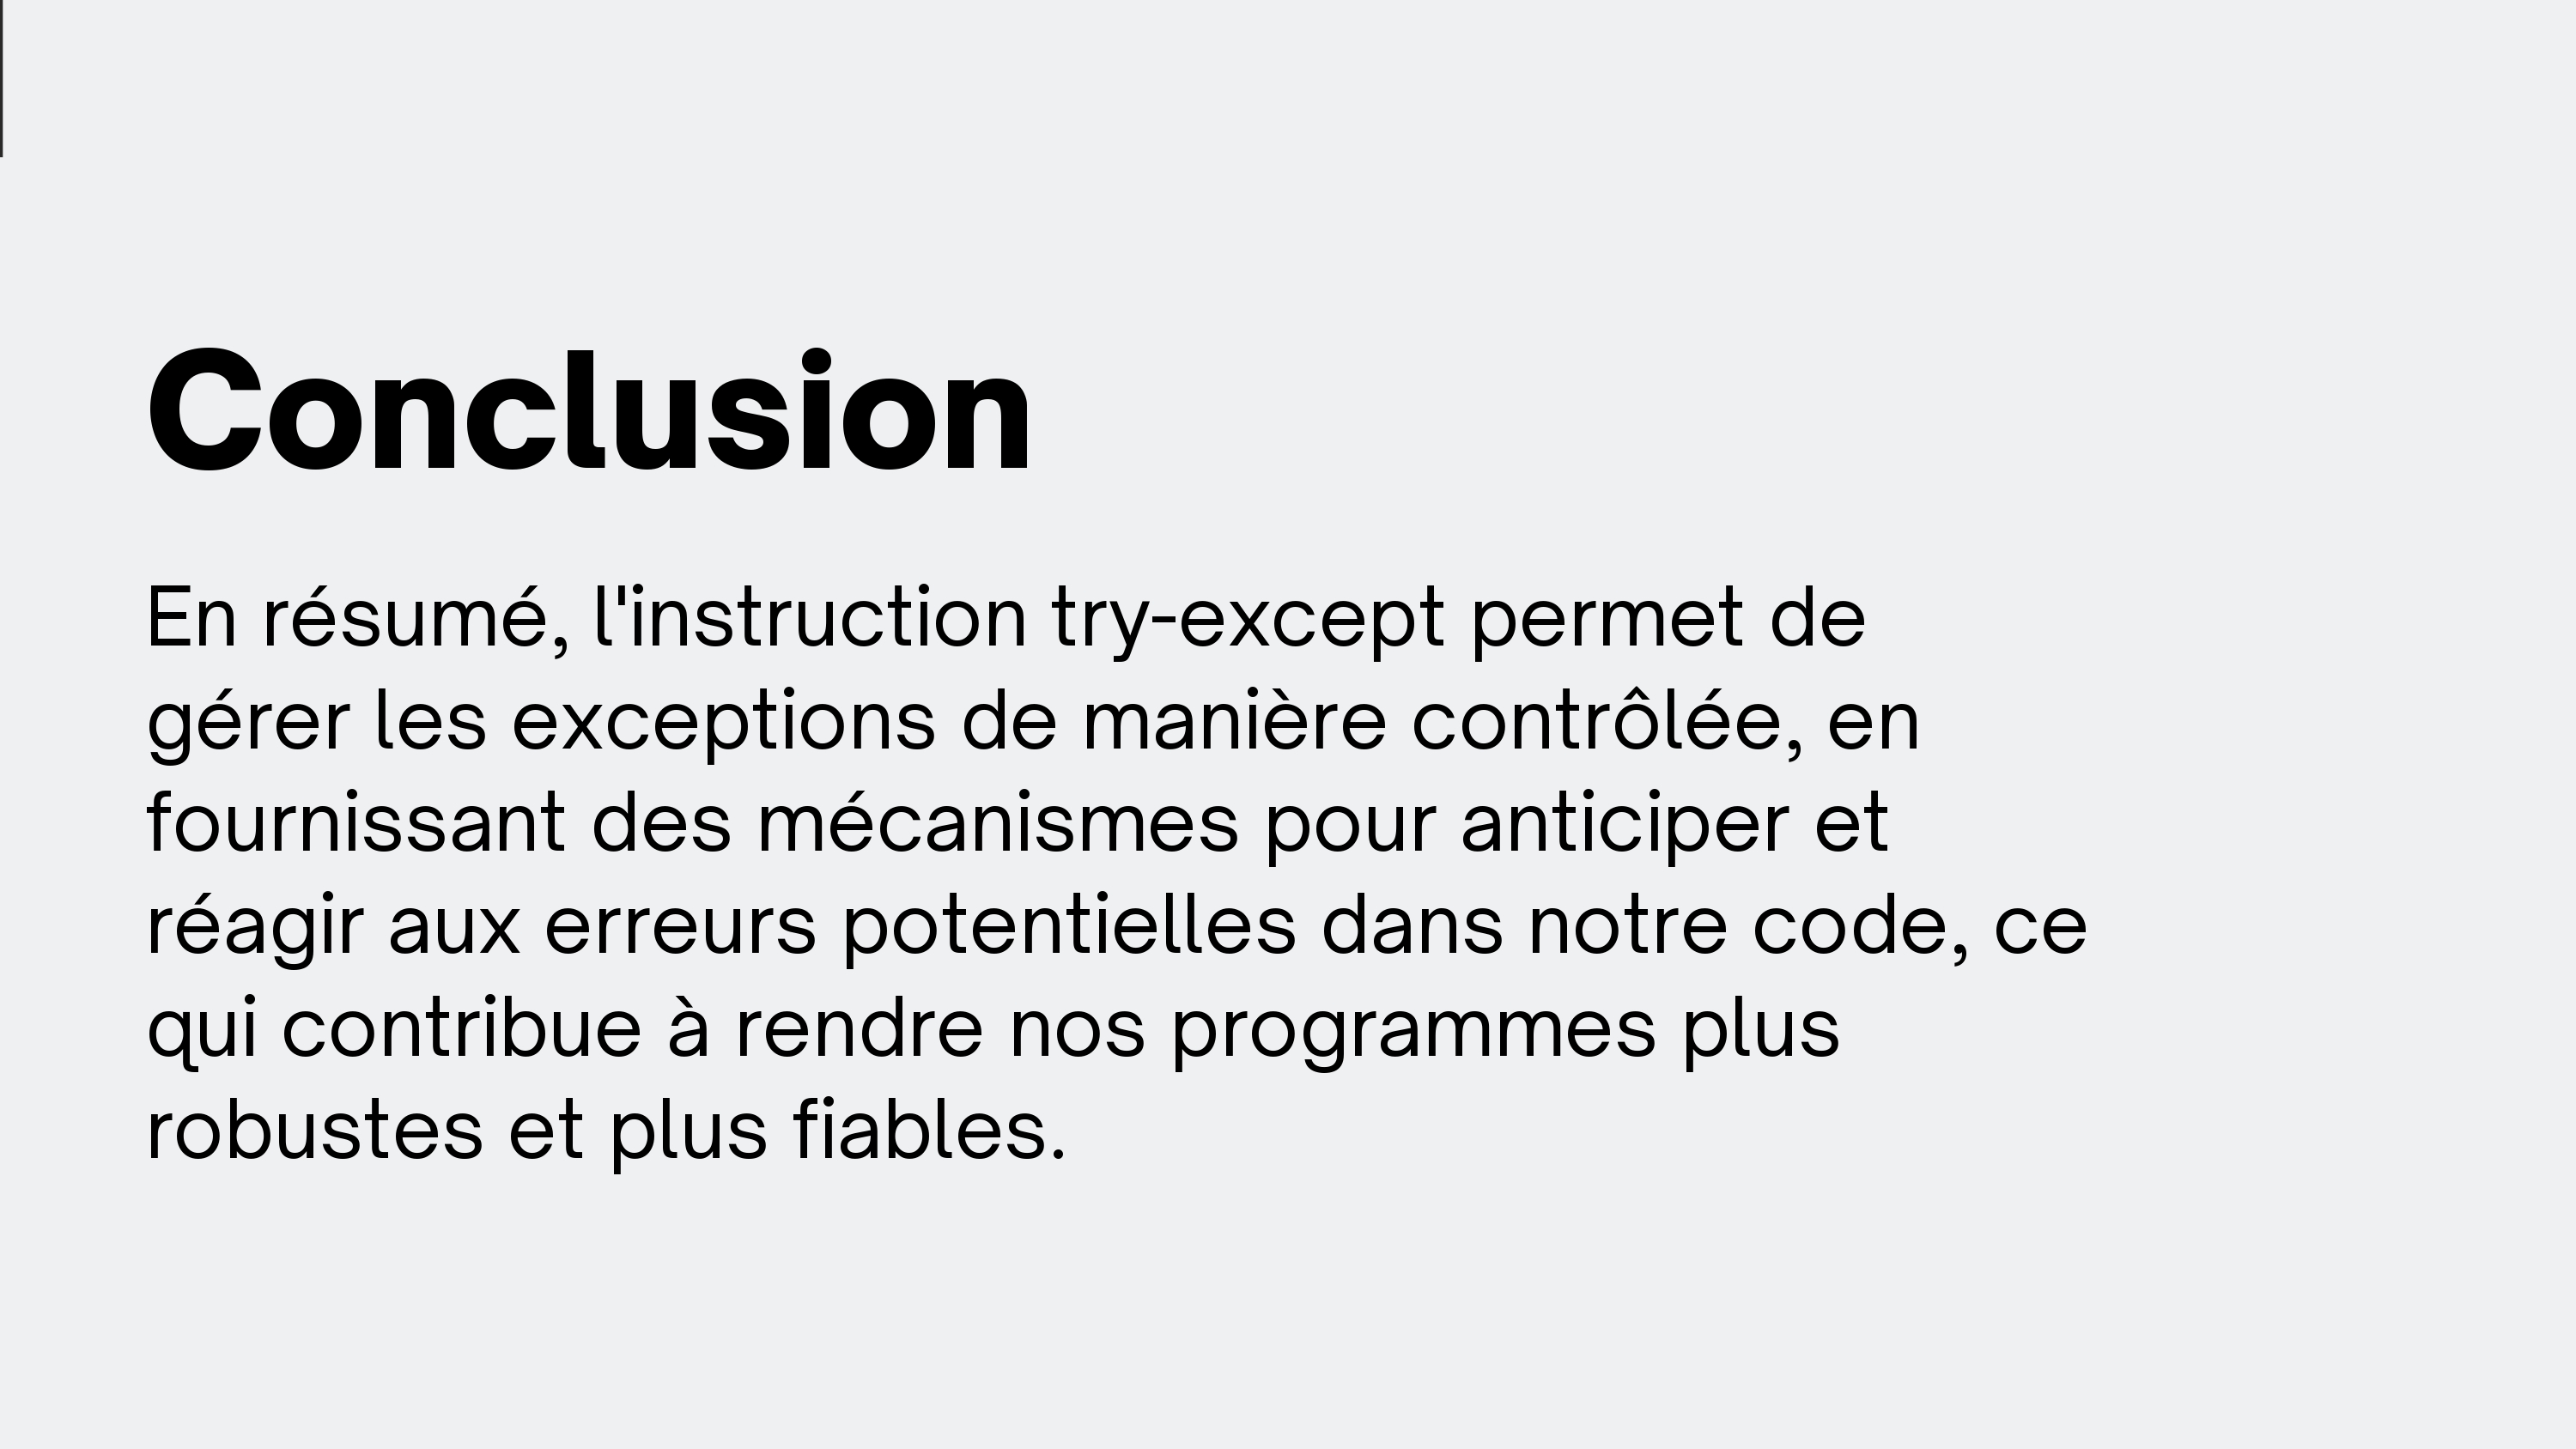 Conclusion
En résumé, l'instruction try-except permet de
gérer les exceptions de manière contrôlée, en
fournissant des mécanismes pour anticiper et
réagir aux erreurs potentielles dans notre code, ce
qui contribue à rendre nos programmes plus
robustes et plus fiables.